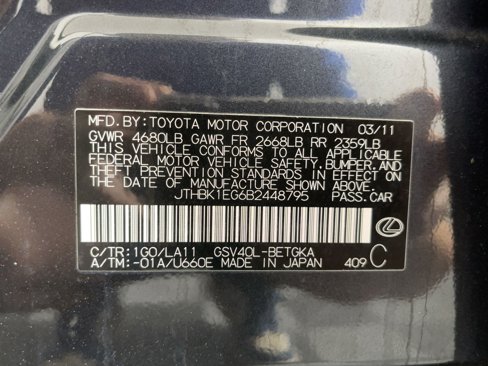 MFD. BY: TOYOTA MOTOR CORPORATION 03/11
GVWR 4680LB GAWR FR 2668LB RR 2359LB
THIS VEHICLE CONFORMS TO ALL APPLICABLE
FEDERAL MOTOR VEHICLE SAFETY, BUMPER, AND
THEFT PREVENTION STANDARDS IN EFFECT ON
THE DATE OF MANUFACTURE SHOWN ABOVE.
JTHBK1EG6B2448795 PASS. CAR
C/TR: 1G0/LA11 GSV40L-BETGKA
A/TM: -01A/U660E MADE IN JAPAN 409 C